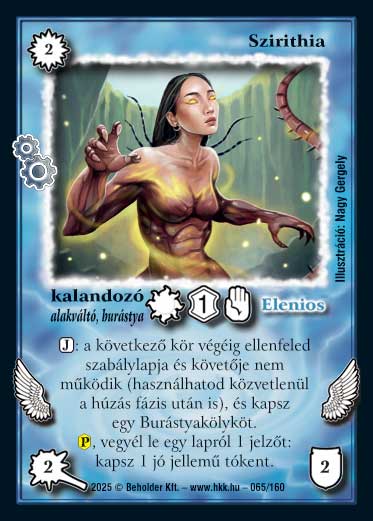 2
Szirithia
Illusztráció: Nagy Gergely
kalandozó
alakváltó, burástya
1
Elenios
J: a következő kör végéig ellenfeled
szabálylapja és követője nem
működik (használhatod közvetlenül
a húzás fázis után is), és kapsz
egy Burástyakölyköt.
P, vegyél le egy lapról 1 jelzőt:
kapsz 1 jó jellemű tókent.
2
2
2025 © Beholder Kft. – www.hkk.hu – 065/160